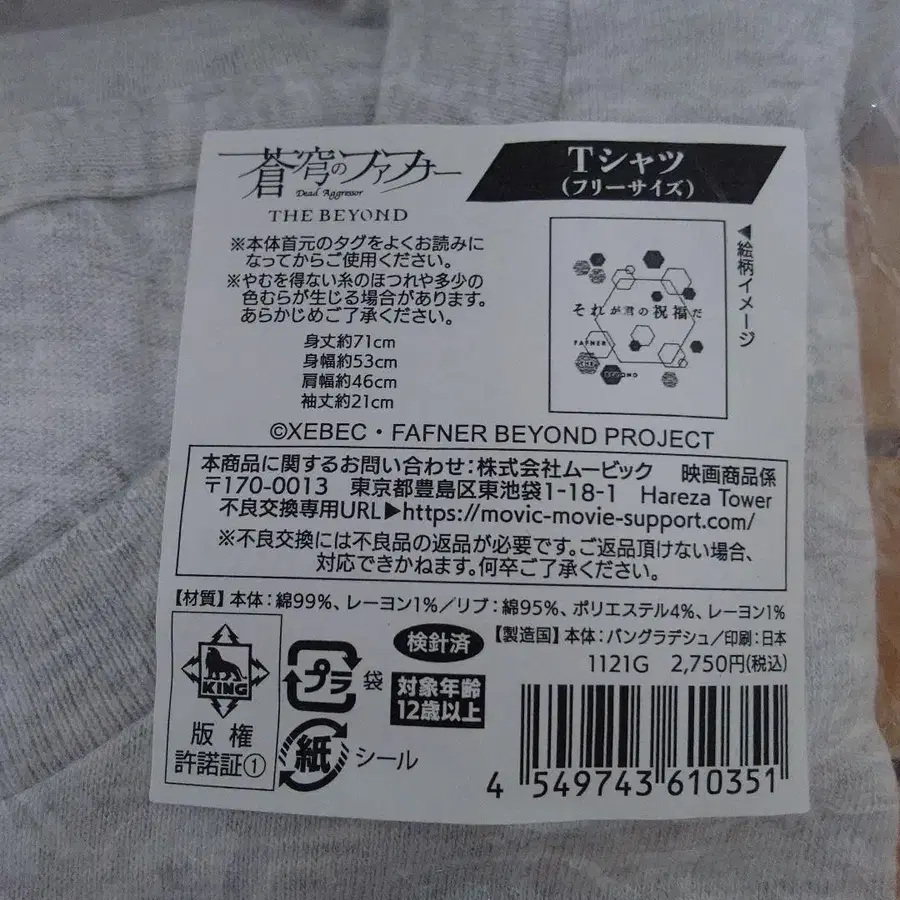 蒼穹のファフナー
Dead Aggressor
THE BEYOND
Tシャツ
(フリーサイズ)
※本体首元のタグをよくお読みに
なってからご使用ください。
※やむを得ない糸のほつれや多少の
色むらが生じる場合があります。
あらかじめご了承ください。
身丈約71cm
身幅約53cm
肩幅約46cm
袖丈約21cm
◀絵柄イメージ
それが君の祝福だ
FAFNER
BEYOND
©XEBEC・FAFNER BEYOND PROJECT
本商品に関するお問い合わせ:株式会社ムービック 映画商品係
〒170-0013 東京都豊島区東池袋1-18-1 Hareza Tower
不良交換専用URL▶https://movic-movie-support.com/
※不良交換には不良品の返品が必要です。ご返品頂けない場合、
対応できかねます。何卒ご了承ください。
【材質】本体:綿99%、レーヨン1%/リブ:綿95%、ポリエステル4%、レーヨン1%
KING
版権
許諾証①
プラ 袋
紙 シール
検針済
対象年齢
12歳以上
【製造国】本体:バングラデシュ/印刷:日本
1121G 2,750円(税込)
4 549743 610351